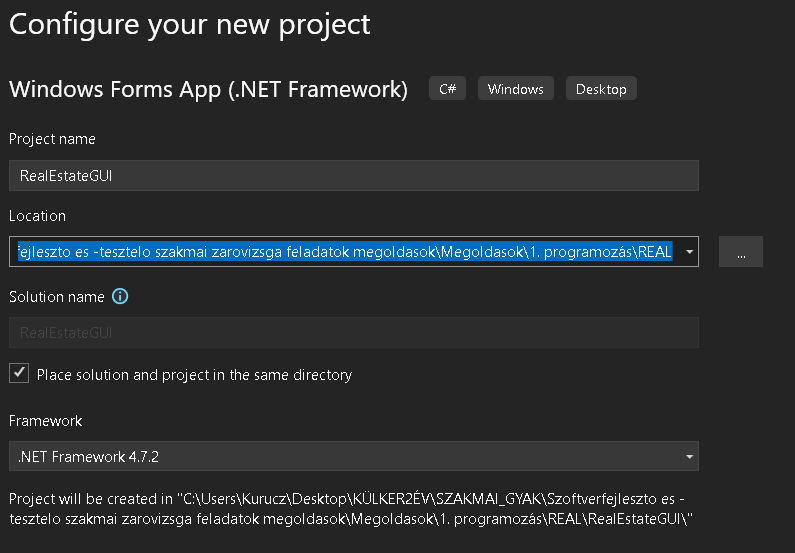 Configure your new project
Windows Forms App (.NET Framework) C# Windows Desktop
Project name
RealEstateGUI
Location
fejleszto es -tesztelo szakmai zarovizsga feladatok megoldasok\Megoldasok\1. programozás\REAL
...
Solution name
RealEstateGUI
Place solution and project in the same directory
Framework
.NET Framework 4.7.2
Project will be created in "C:\Users\Kurucz\Desktop\KÜLKER2ÉV\SZAKMAI_GYAK\Szoftverfejleszto es -
tesztelo szakmai zarovizsga feladatok megoldasok\Megoldasok\1. programozás\REAL\RealEstateGUI\"